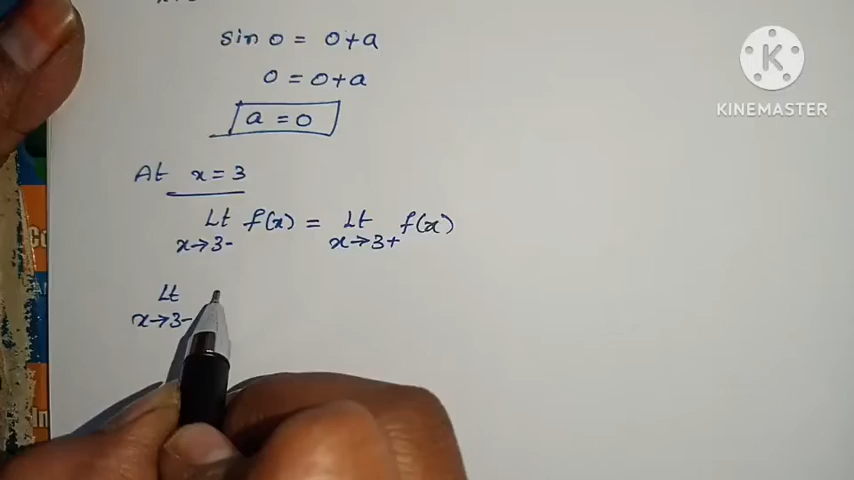 sin 0 = 0+a
0 = 0+a
a = 0
At x = 3
Lt f(x) = Lt f(x)
x→3- x→3+
Lt
x→3-
K
KINEMASTER